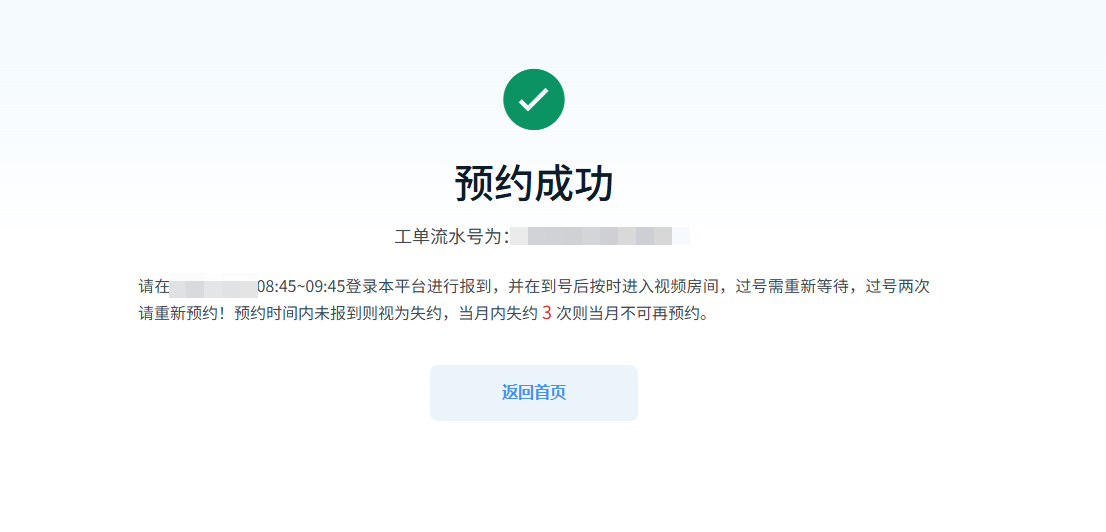 预约成功
工单流水号为：
请在08:45~09:45登录本平台进行报到，并在到号后按时进入视频房间，过号需重新等待，过号两次
请重新预约！预约时间内未报到则视为失约，当月内失约 3 次则当月不可再预约。
返回首页